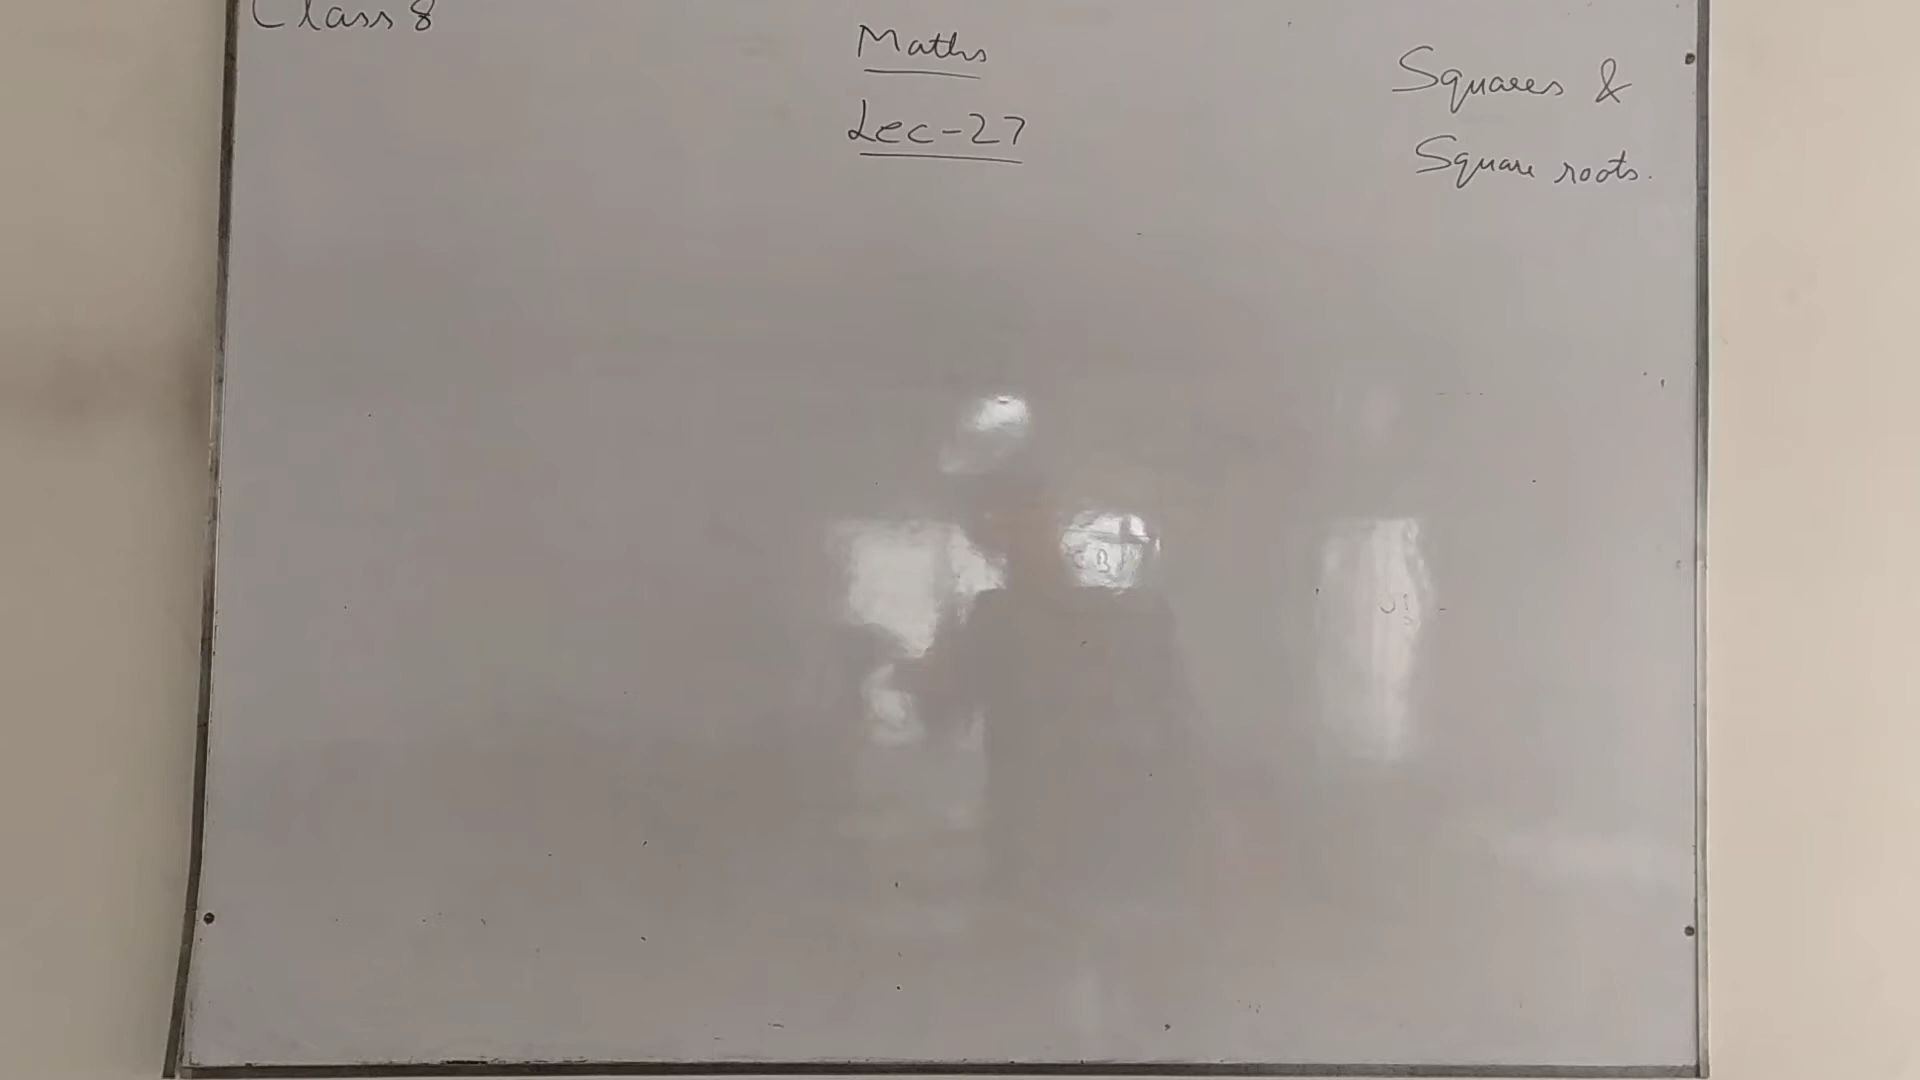 Class 8
Maths
Lec-27
Squares &
Square roots.